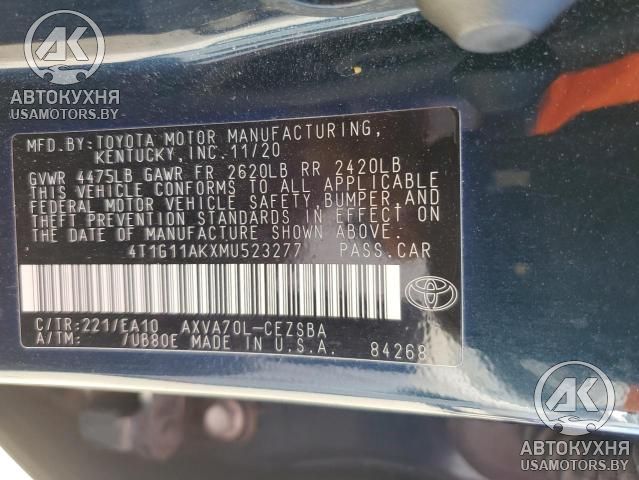 АК
АВТОКУХНЯ
USAMOTORS.BY
MFD.BY:TOYOTA MOTOR MANUFACTURING,
KENTUCKY,INC.11/20
GVWR 4475LB GAWR FR 2620LB RR 2420LB
THIS VEHICLE CONFORMS TO ALL APPLICABLE
FEDERAL MOTOR VEHICLE SAFETY,BUMPER,AND
THEFT PREVENTION STANDARDS IN EFFECT ON
THE DATE OF MANUFACTURE SHOWN ABOVE.
4T1G11AKXMU523277 PASS.CAR
C/TR:221/EA10 AXVA70L-CEZSBA
A/TM: /UB80E MADE IN U.S.A. 84268
АК
АВТОКУХНЯ
USAMOTORS.BY